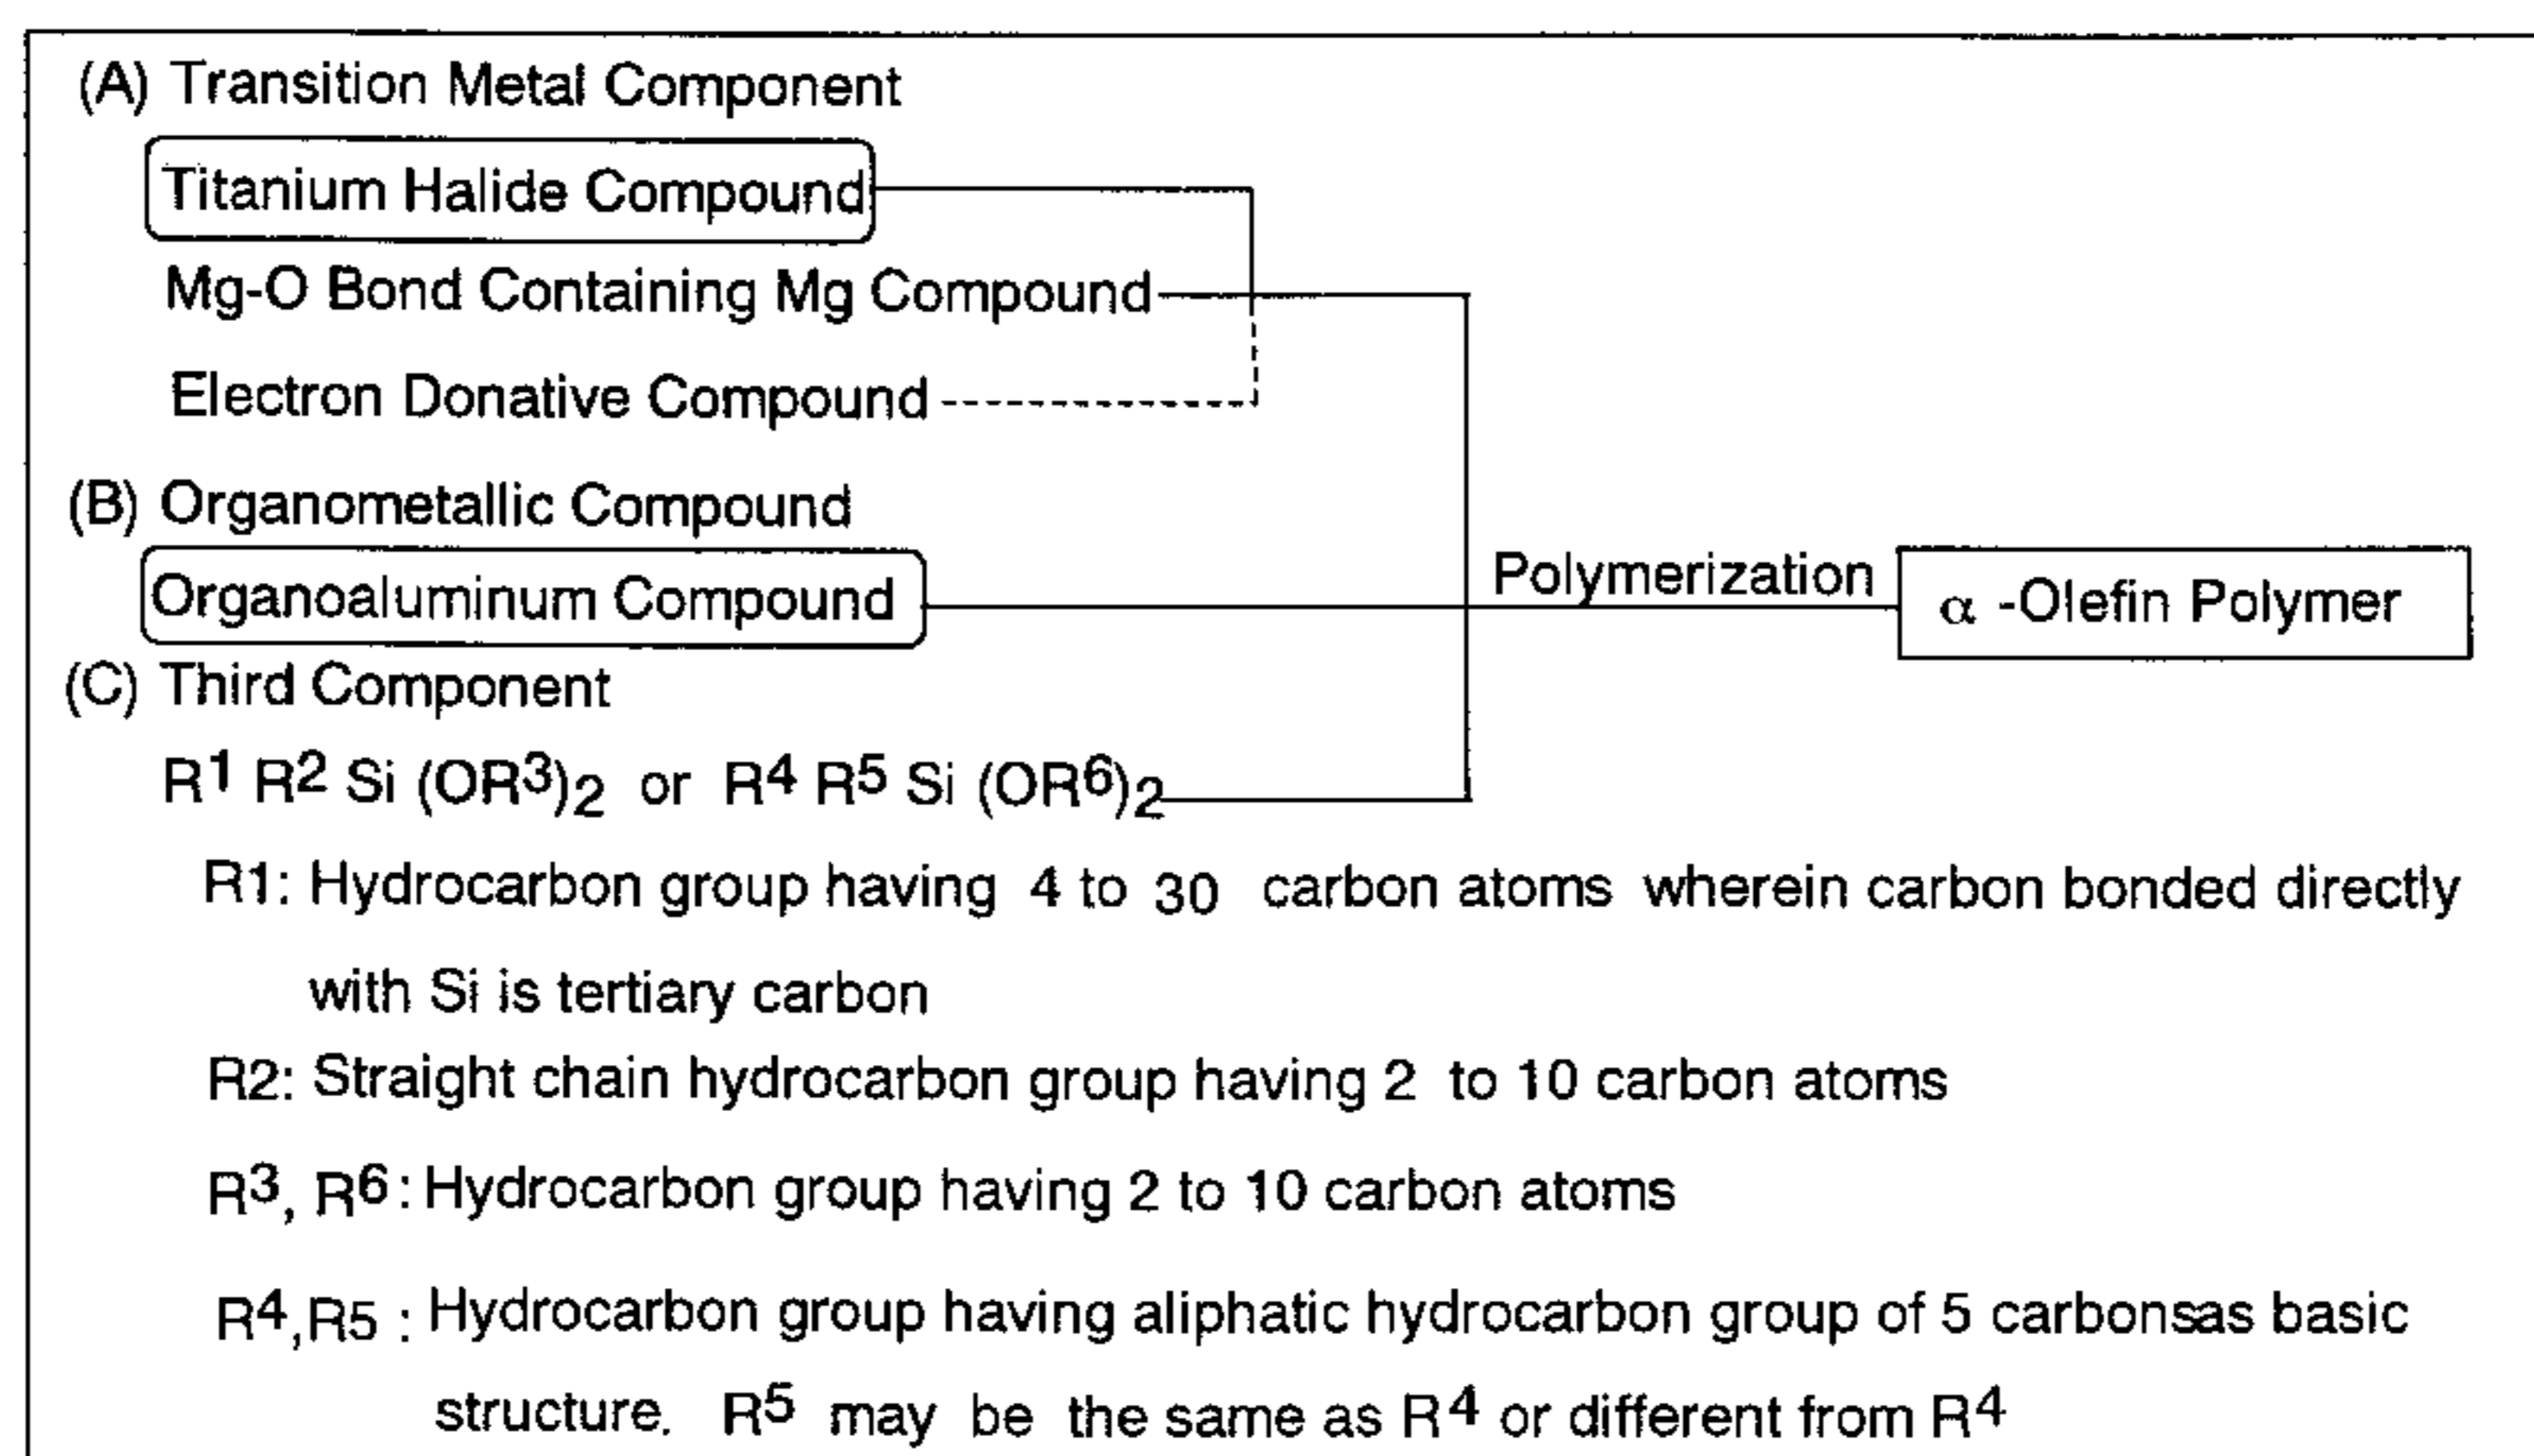 (A) Transition Metal Component
Titanium Halide Compound
Mg-O Bond Containing Mg Compound
Electron Donative Compound
(B) Organometallic Compound
Organoaluminum Compound
Polymerization
α -Olefin Polymer
(C) Third Component
R1 R2 Si (OR3)2 or R4 R5 Si (OR6)2
R1: Hydrocarbon group having 4 to 30 carbon atoms wherein carbon bonded directly
with Si is tertiary carbon
R2: Straight chain hydrocarbon group having 2 to 10 carbon atoms
R3, R6 : Hydrocarbon group having 2 to 10 carbon atoms
R4,R5 : Hydrocarbon group having aliphatic hydrocarbon group of 5 carbonsas basic
structure. R5 may be the same as R4 or different from R4